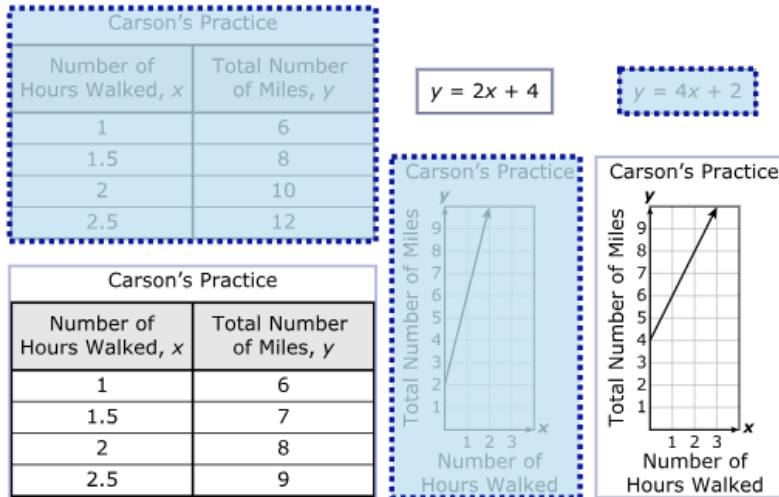 Carson's Practice
Number of Hours Walked, x Total Number of Miles, y
1 6
1.5 8
2 10
2.5 12
Carson's Practice
Number of Hours Walked, x Total Number of Miles, y
1 6
1.5 7
2 8
2.5 9
y = 2x + 4
y = 4x + 2
Carson's Practice
y
Total Number of Miles
9
8
7
6
5
4
3
2
1
1 2 3 x
Number of
Hours Walked
Carson's Practice
y
Total Number of Miles
9
8
7
6
5
4
3
2
1
1 2 3 x
Number of
Hours Walked